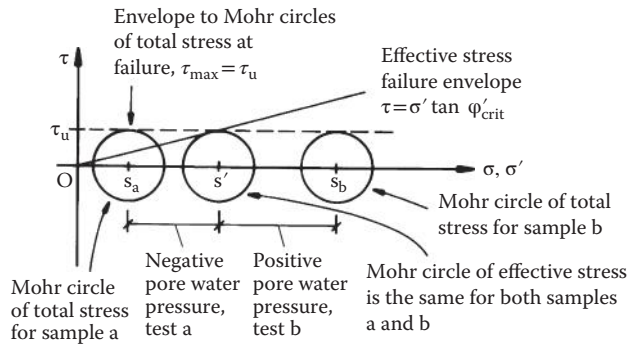 Envelope to Mohr circles
of total stress at
failure, τmax = τu
τ
Effective stress
failure envelope
τ=σ′ tan φ′crit
τu
O
sa
s′
sb
σ, σ′
Mohr circle of total
stress for sample b
Negative
pore water
pressure,
test a
Positive
pore water
pressure,
test b
Mohr circle
of total stress
for sample a
Mohr circle of effective stress
is the same for both samples
a and b